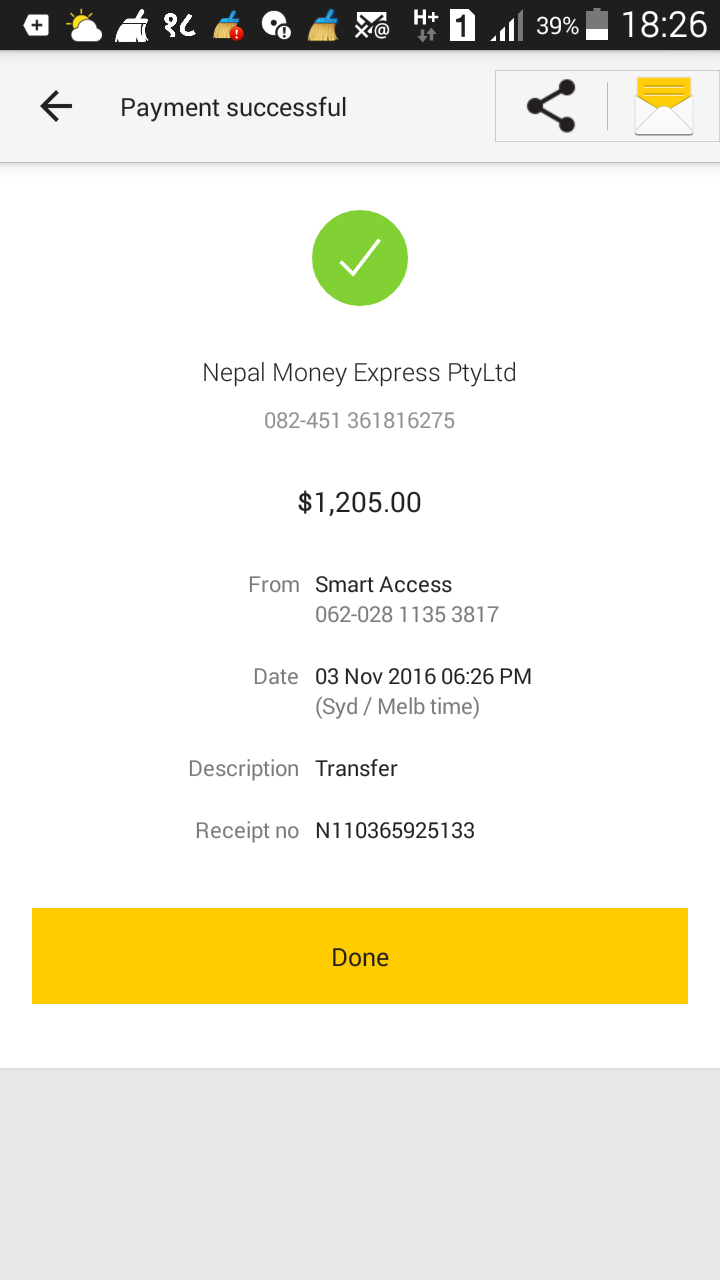 १८ H+ 1 39% 18:26
Payment successful
Nepal Money Express PtyLtd
082-451 361816275
$1,205.00
From Smart Access
062-028 1135 3817
Date 03 Nov 2016 06:26 PM
(Syd / Melb time)
Description Transfer
Receipt no N110365925133
Done